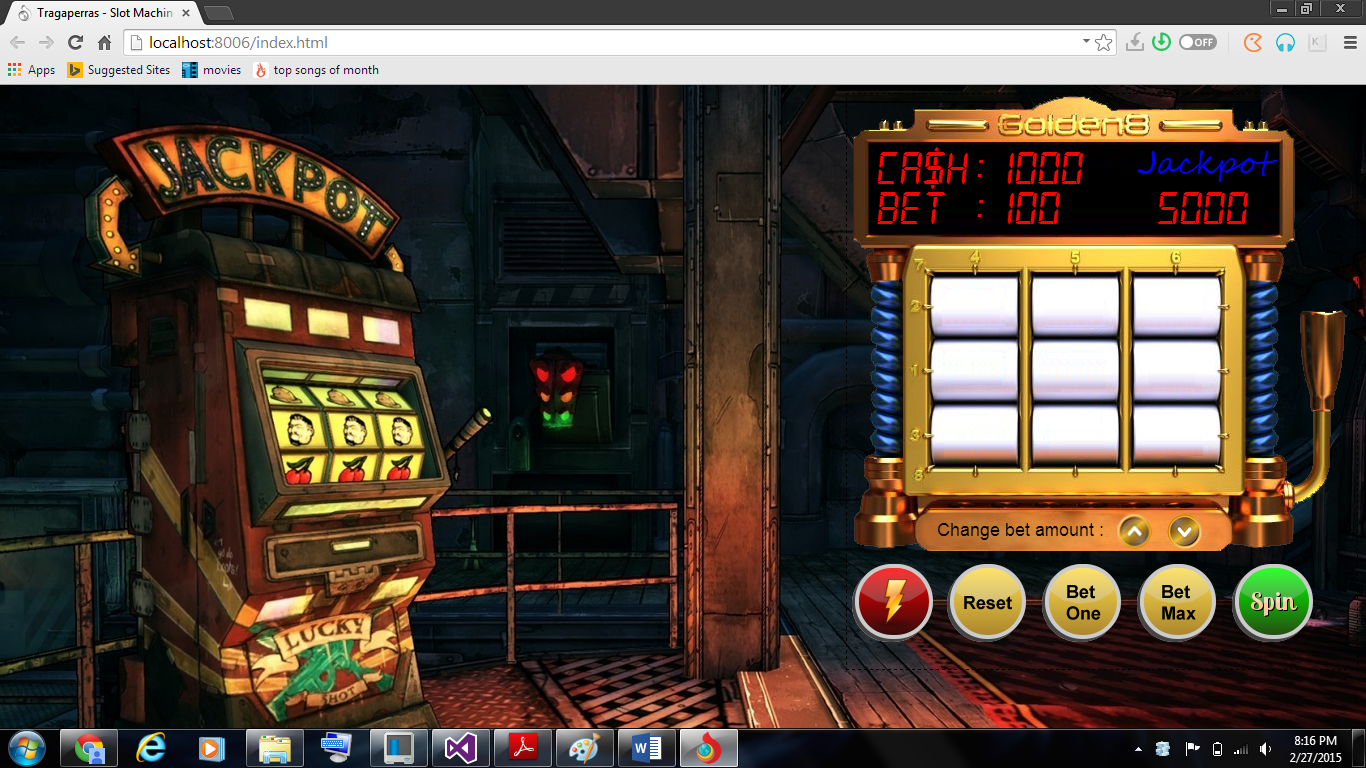 Tragaperras - Slot Machin
localhost:8006/index.html
OFF
K
Apps
Suggested Sites
movies
top songs of month
JACKPOT
LUCKY
SHOT
Golden8
CA$H: 1000
Jackpot
BET : 100
5000
7 4 5 6
2
1
3
8
Change bet amount :
Reset
Bet
One
Bet
Max
Spin
8:16 PM
2/27/2015